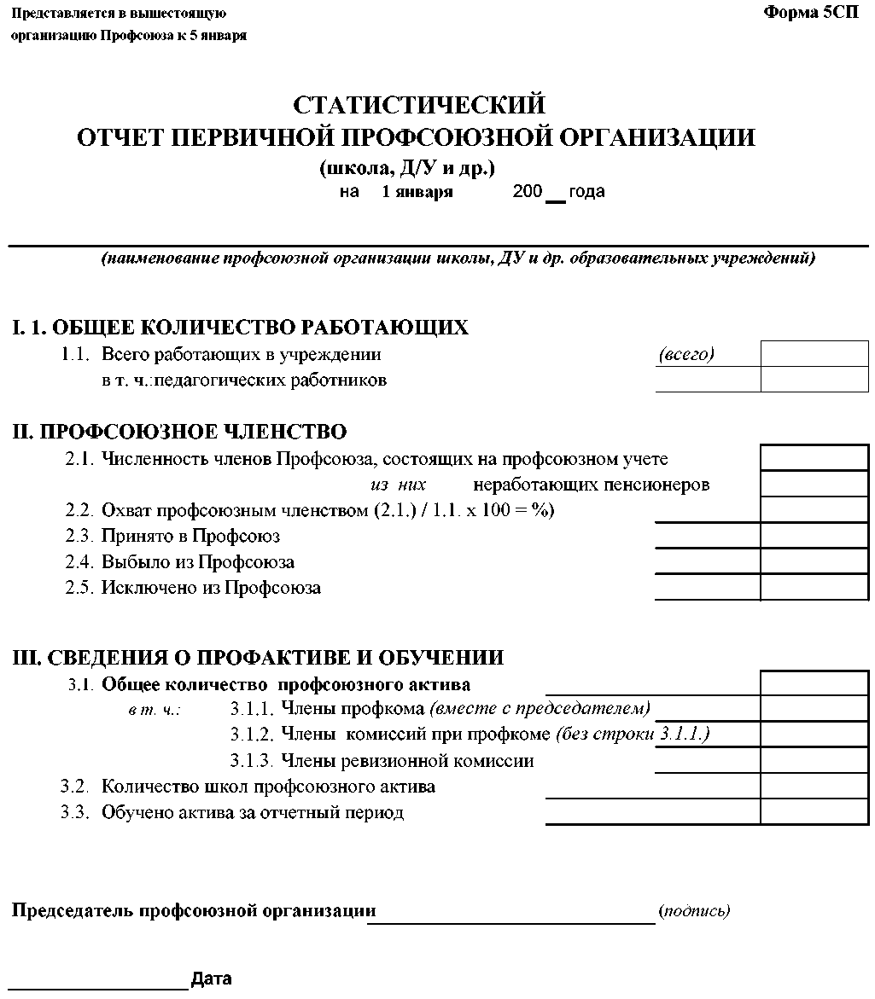 Представляется в вышестоящую Форма 5СП
организацию Профсоюза к 5 января
СТАТИСТИЧЕСКИЙ
ОТЧЕТ ПЕРВИЧНОЙ ПРОФСОЮЗНОЙ ОРГАНИЗАЦИИ
(школа, Д/У и др.)
на 1 января 200 __ года
(наименование профсоюзной организации школы, ДУ и др. образовательных учреждений)
I. 1. ОБЩЕЕ КОЛИЧЕСТВО РАБОТАЮЩИХ
1.1. Всего работающих в учреждении (всего)
в т. ч.:педагогических работников
II. ПРОФСОЮЗНОЕ ЧЛЕНСТВО
2.1. Численность членов Профсоюза, состоящих на профсоюзном учете
из них неработающих пенсионеров
2.2. Охват профсоюзным членством (2.1.) / 1.1. х 100 = %)
2.3. Принято в Профсоюз
2.4. Выбыло из Профсоюза
2.5. Исключено из Профсоюза
III. СВЕДЕНИЯ О ПРОФАКТИВЕ И ОБУЧЕНИИ
3.1. Общее количество профсоюзного актива
в т. ч.: 3.1.1. Члены профкома (вместе с председателем)
3.1.2. Члены комиссий при профкоме (без строки 3.1.1.)
3.1.3. Члены ревизионной комиссии
3.2. Количество школ профсоюзного актива
3.3. Обучено актива за отчетный период
Председатель профсоюзной организации (подпись)
Дата